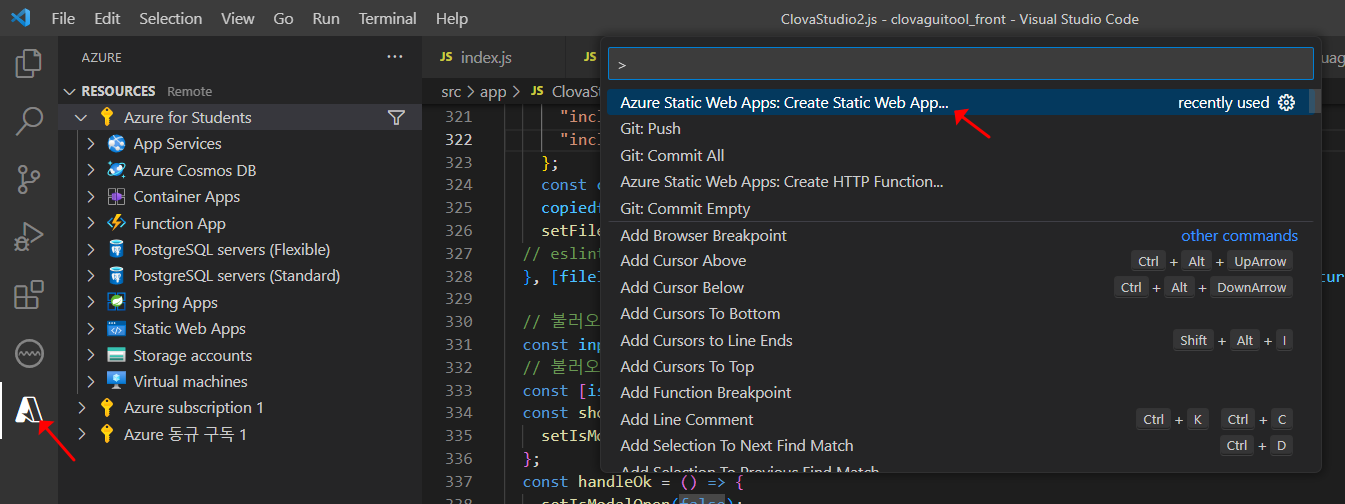 File Edit Selection View Go Run Terminal Help
ClovaStudio2.js - clovaguitool_front - Visual Studio Code
AZURE
RESOURCES Remote
Azure for Students
App Services
Azure Cosmos DB
Container Apps
Function App
PostgreSQL servers (Flexible)
PostgreSQL servers (Standard)
Spring Apps
Static Web Apps
Storage accounts
Virtual machines
Azure subscription 1
Azure 동규 구독 1
JS index.js
JS
src > app > JS ClovaSt
321 "incl
322 "incl
323 };
324 const c
325 copiedf
326 setFile
327 // eslint
328 }, [fileI
329
330 // 불러오
331 const inp
332 // 불러오
333 const [is
334 const sho
335 setIsMo
336 };
337 const handleOk = () => {
338 setIsModalOpen(false);
>
Azure Static Web Apps: Create Static Web App... recently used
Git: Push
Git: Commit All
Azure Static Web Apps: Create HTTP Function...
Git: Commit Empty
Add Browser Breakpoint other commands
Add Cursor Above Ctrl + Alt + UpArrow
Add Cursor Below Ctrl + Alt + DownArrow
Add Cursors To Bottom
Add Cursors to Line Ends Shift + Alt + I
Add Cursors To Top
Add Function Breakpoint
Add Line Comment Ctrl + K Ctrl + C
Add Selection To Next Find Match Ctrl + D
Add Selection To Previous Find Match
uag
tur